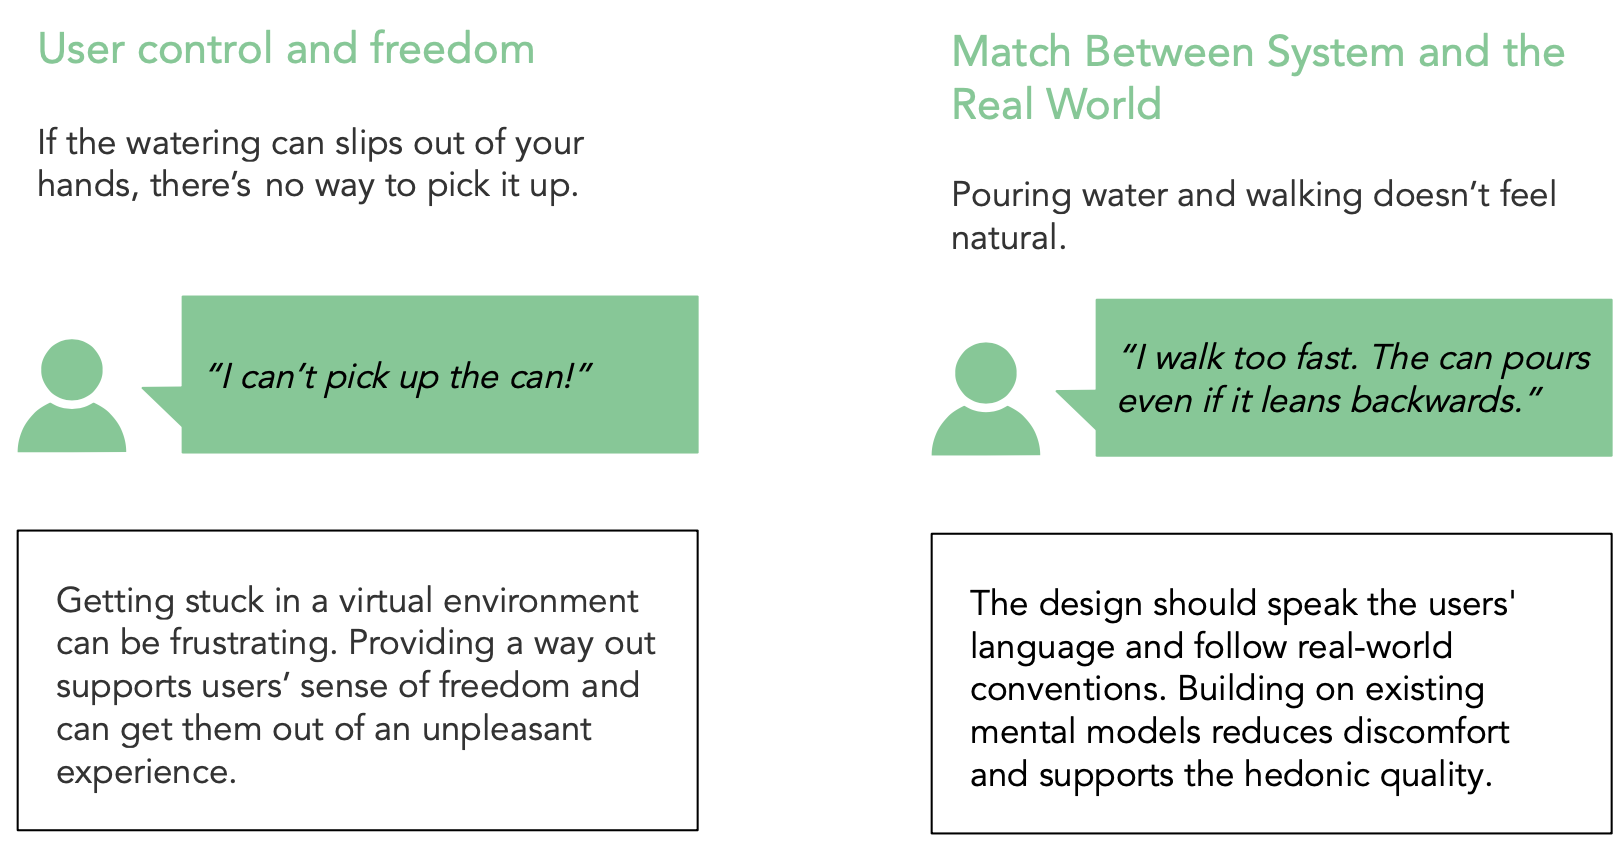 User control and freedom
If the watering can slips out of your
hands, there’s no way to pick it up.
“I can’t pick up the can!”
Getting stuck in a virtual environment
can be frustrating. Providing a way out
supports users’ sense of freedom and
can get them out of an unpleasant
experience.
Match Between System and the
Real World
Pouring water and walking doesn’t feel
natural.
“I walk too fast. The can pours
even if it leans backwards.”
The design should speak the users'
language and follow real-world
conventions. Building on existing
mental models reduces discomfort
and supports the hedonic quality.